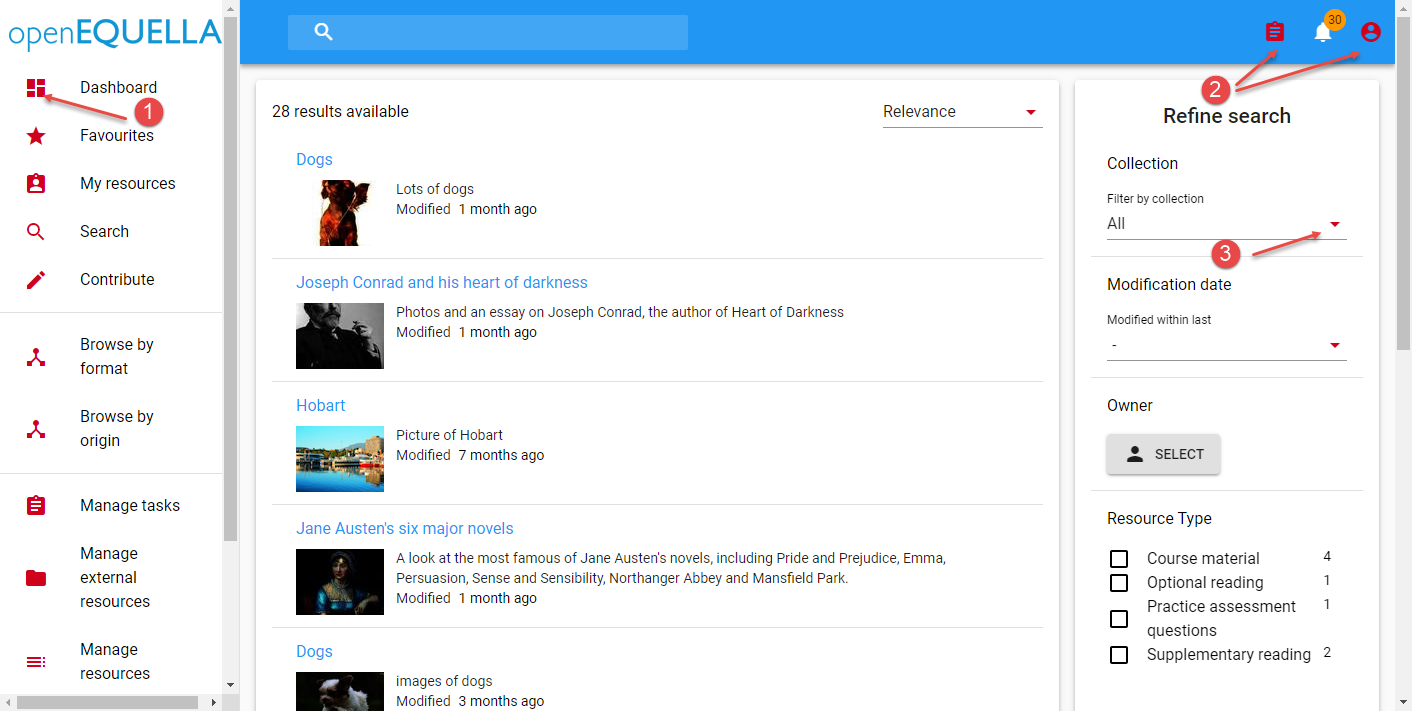 openEQUELLA
Dashboard
1
Favourites
My resources
Search
Contribute
Browse by
format
Browse by
origin
Manage tasks
Manage
external
resources
Manage
resources
30
2
28 results available
Relevance
Dogs
Lots of dogs
Modified 1 month ago
Joseph Conrad and his heart of darkness
Photos and an essay on Joseph Conrad, the author of Heart of Darkness
Modified 1 month ago
Hobart
Picture of Hobart
Modified 7 months ago
Jane Austen's six major novels
A look at the most famous of Jane Austen's novels, including Pride and Prejudice, Emma,
Persuasion, Sense and Sensibility, Northanger Abbey and Mansfield Park.
Modified 1 month ago
Dogs
images of dogs
Modified 3 months ago
Refine search
Collection
Filter by collection
All
3
Modification date
Modified within last
-
Owner
SELECT
Resource Type
Course material 4
Optional reading 1
Practice assessment 1
questions
Supplementary reading 2